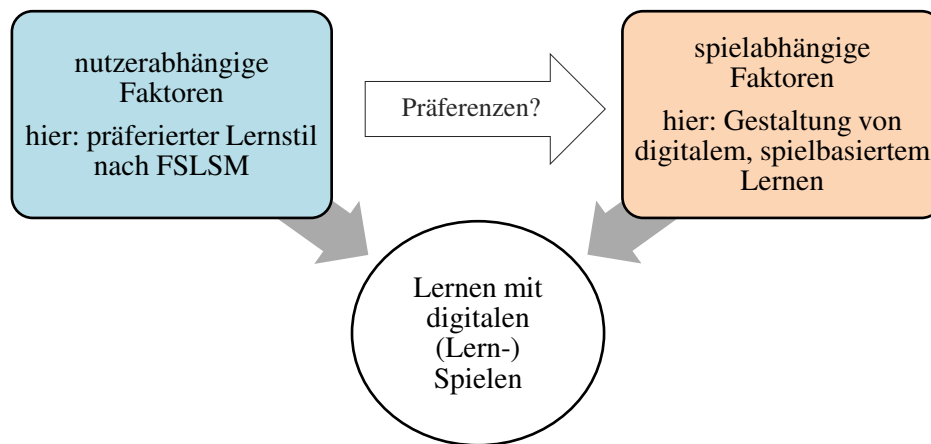 nutzerabhängige
Faktoren
hier: präferierter Lernstil
nach FSLSM
Präferenzen?
spielabhängige
Faktoren
hier: Gestaltung von
digitalem, spielbasiertem
Lernen
Lernen mit
digitalen
(Lern-)
Spielen